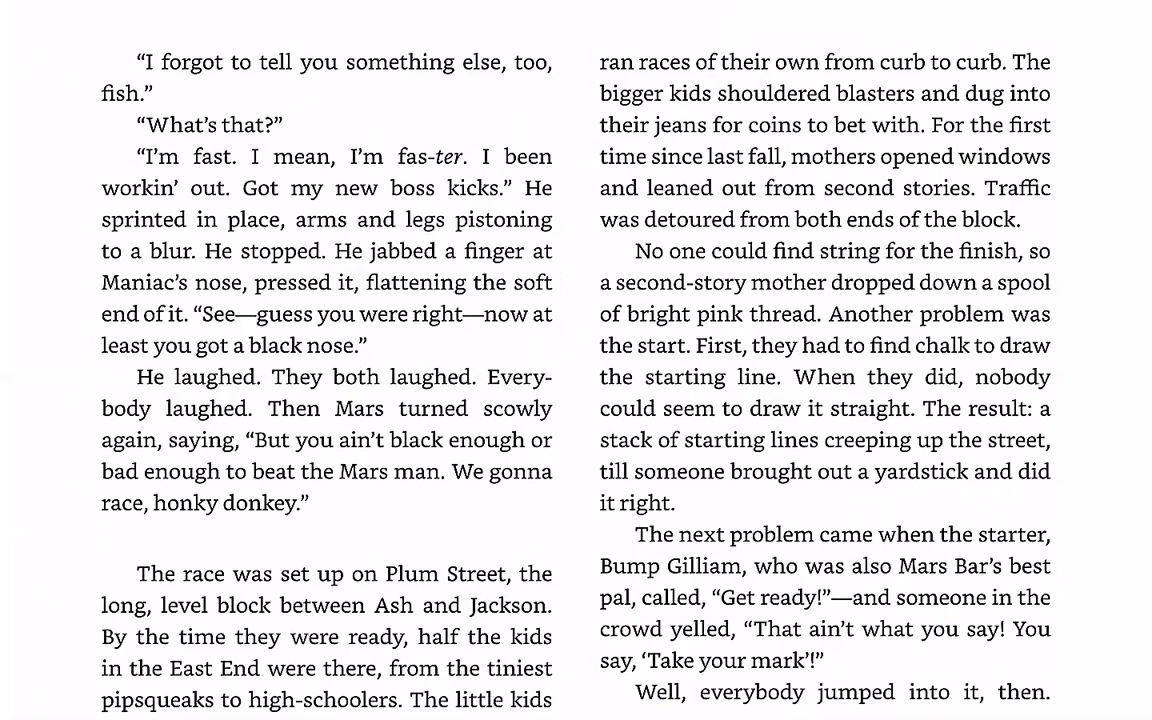 “I forgot to tell you something else, too,
fish.”
“What’s that?”
“I’m fast. I mean, I’m fas-ter. I been
workin’ out. Got my new boss kicks.” He
sprinted in place, arms and legs pistoning
to a blur. He stopped. He jabbed a finger at
Maniac’s nose, pressed it, flattening the soft
end of it. “See—guess you were right—now at
least you got a black nose.”
He laughed. They both laughed. Every-
body laughed. Then Mars turned scowly
again, saying, “But you ain’t black enough or
bad enough to beat the Mars man. We gonna
race, honky donkey.”
The race was set up on Plum Street, the
long, level block between Ash and Jackson.
By the time they were ready, half the kids
in the East End were there, from the tiniest
pipsqueaks to high-schoolers. The little kids
ran races of their own from curb to curb. The
bigger kids shouldered blasters and dug into
their jeans for coins to bet with. For the first
time since last fall, mothers opened windows
and leaned out from second stories. Traffic
was detoured from both ends of the block.
No one could find string for the finish, so
a second-story mother dropped down a spool
of bright pink thread. Another problem was
the start. First, they had to find chalk to draw
the starting line. When they did, nobody
could seem to draw it straight. The result: a
stack of starting lines creeping up the street,
till someone brought out a yardstick and did
it right.
The next problem came when the starter,
Bump Gilliam, who was also Mars Bar’s best
pal, called, “Get ready!”—and someone in the
crowd yelled, “That ain’t what you say! You
say, ‘Take your mark’!”
Well, everybody jumped into it, then.